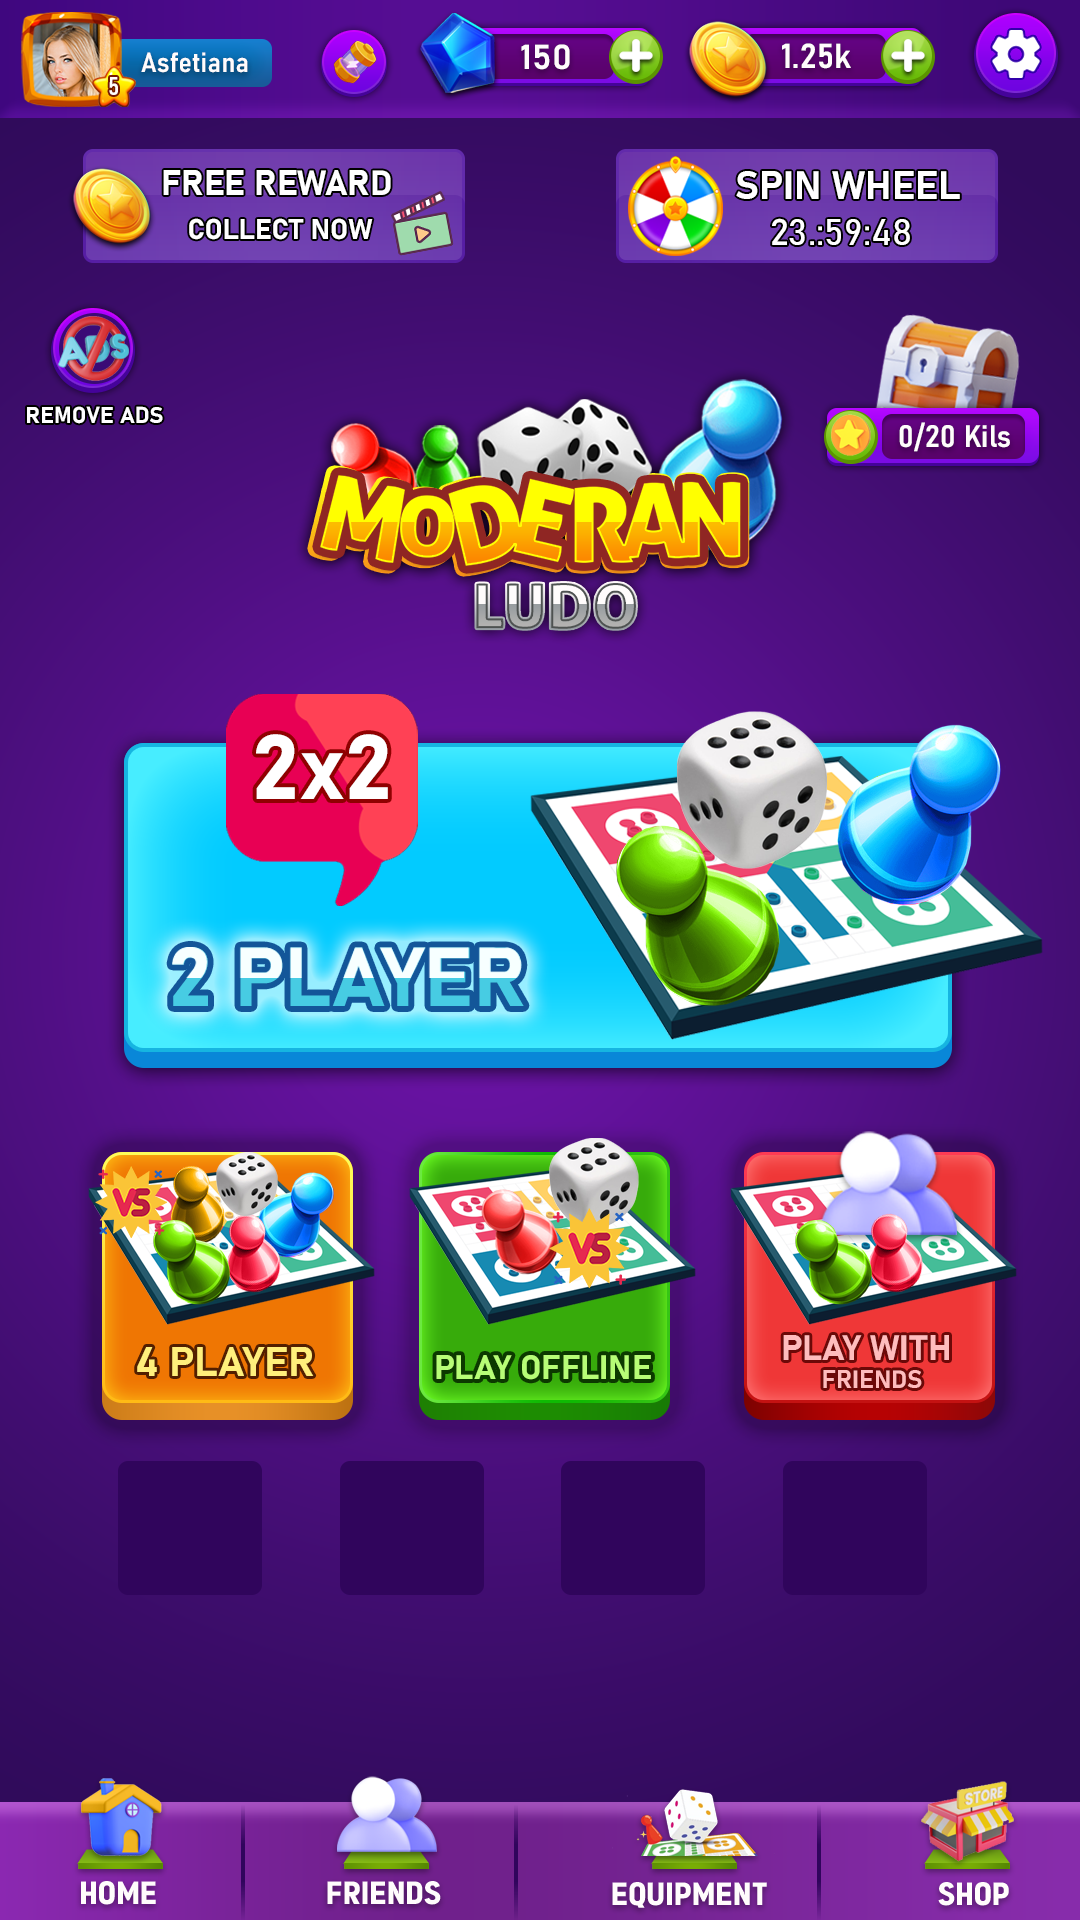 Asfetiana
5
150
1.25k
FREE REWARD
COLLECT NOW
SPIN WHEEL
23.:59:48
ADS
REMOVE ADS
0/20 Kils
MODERAN
LUDO
2x2
2 PLAYER
VS
4 PLAYER
VS
PLAY OFFLINE
PLAY WITH
FRIENDS
STORE
HOME
FRIENDS
EQUIPMENT
SHOP